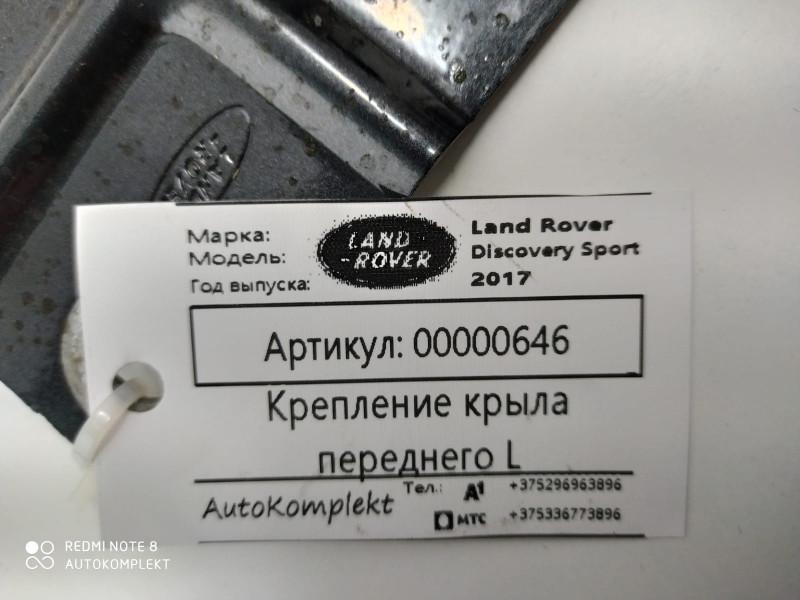 Марка: LAND Land Rover
Модель: -ROVER Discovery Sport
Год выпуска: 2017
Артикул: 00000646
Крепление крыла
переднего L
AutoKomplekt Тел.: A1 +375296963896
МТС +375336773896
REDMI NOTE 8
AUTOKOMPLEKT